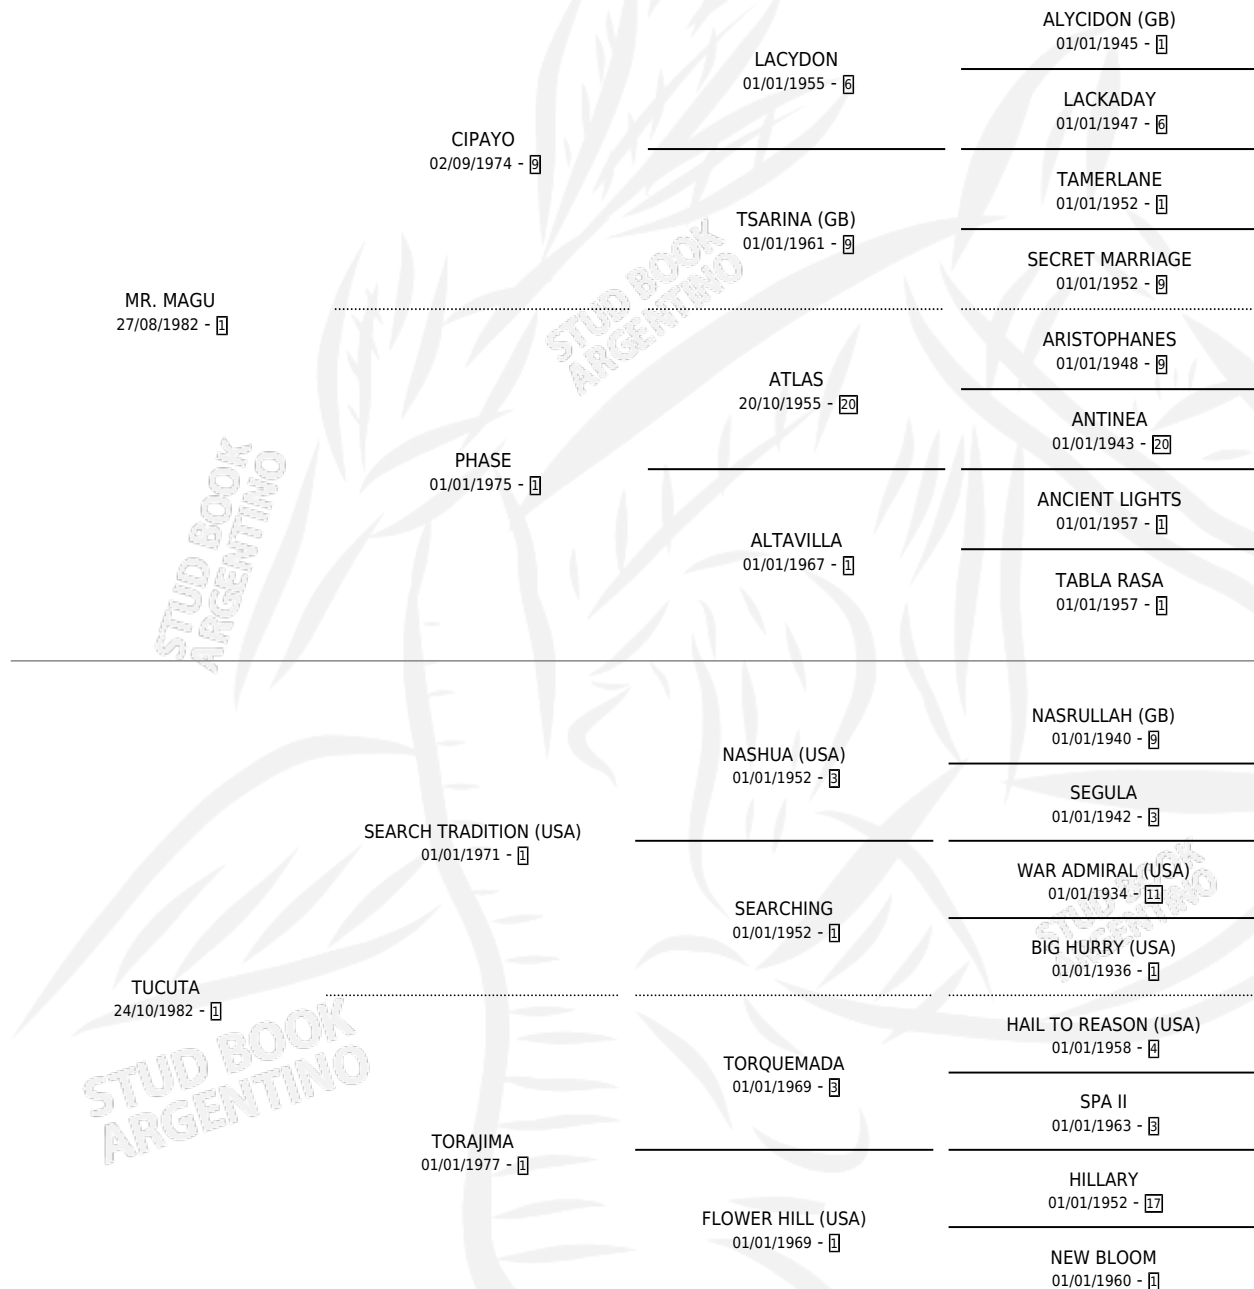 ALYCIDON (GB)
01/01/1945 - 1
LACYDON
01/01/1955 - 6
LACKADAY
01/01/1947 - 6
CIPAYO
02/09/1974 - 9
TAMERLANE
01/01/1952 - 1
TSARINA (GB)
01/01/1961 - 9
SECRET MARRIAGE
01/01/1952 - 9
MR. MAGU
27/08/1982 - 1
ARISTOPHANES
01/01/1948 - 9
ATLAS
20/10/1955 - 20
ANTINEA
01/01/1943 - 20
PHASE
01/01/1975 - 1
ANCIENT LIGHTS
01/01/1957 - 1
ALTAVILLA
01/01/1967 - 1
TABLA RASA
01/01/1957 - 1
NASRULLAH (GB)
01/01/1940 - 9
NASHUA (USA)
01/01/1952 - 3
SEGULA
01/01/1942 - 3
SEARCH TRADITION (USA)
01/01/1971 - 1
WAR ADMIRAL (USA)
01/01/1934 - 11
SEARCHING
01/01/1952 - 1
BIG HURRY (USA)
01/01/1936 - 1
TUCUTA
24/10/1982 - 1
HAIL TO REASON (USA)
01/01/1958 - 4
TORQUEMADA
01/01/1969 - 3
SPA II
01/01/1963 - 3
TORAJIMA
01/01/1977 - 1
HILLARY
01/01/1952 - 17
FLOWER HILL (USA)
01/01/1969 - 1
NEW BLOOM
01/01/1960 - 1
STUD BOOK
ARGENTINO
STUD BOOK
ARGENTINO
STUD BOOK
ARGENTINO
STUD BOOK
ARGENTINO